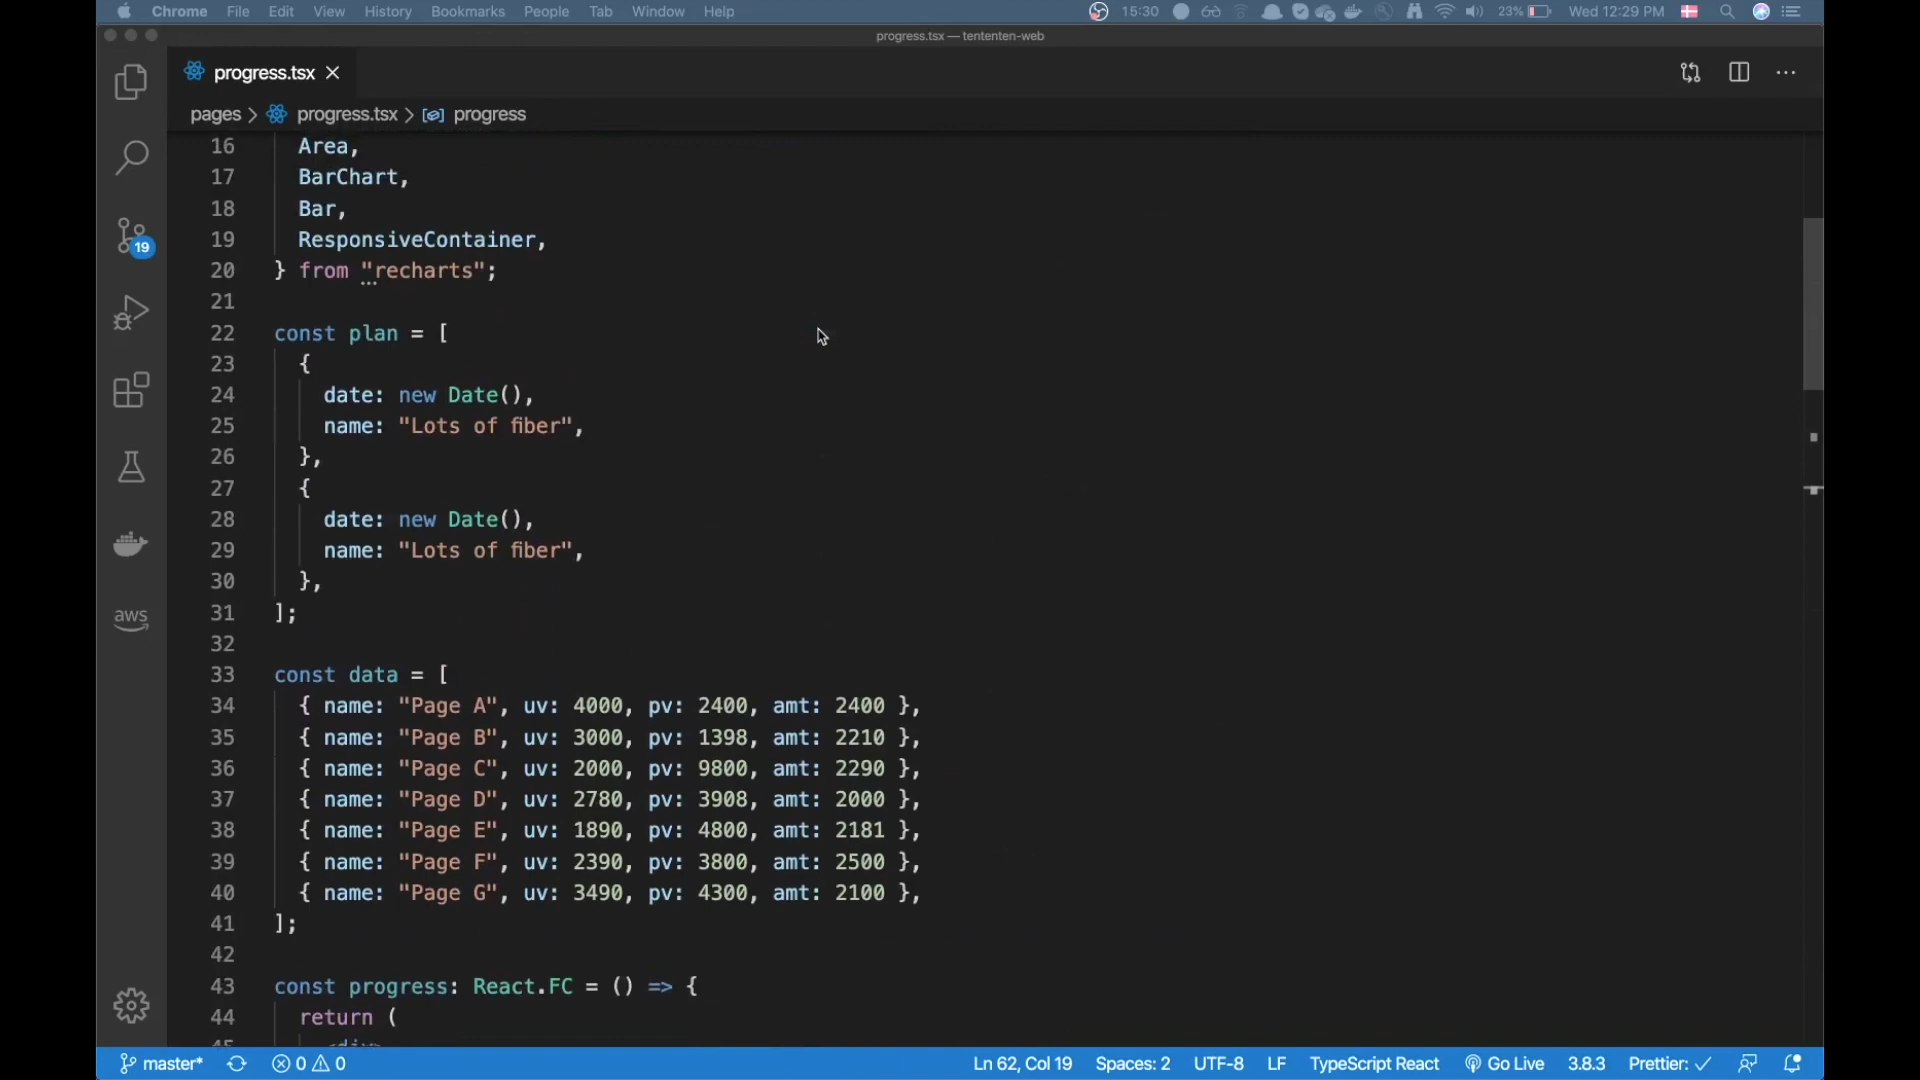 Chrome File Edit View History Bookmarks People Tab Window Help 15:30 23% Wed 12:29 PM
progress.tsx — tententen-web
progress.tsx
pages > progress.tsx > progress
16 Area,
17 BarChart,
18 Bar,
19 ResponsiveContainer,
20 } from "recharts";
21
22 const plan = [
23 {
24 date: new Date(),
25 name: "Lots of fiber",
26 },
27 {
28 date: new Date(),
29 name: "Lots of fiber",
30 },
31 ];
32
33 const data = [
34 { name: "Page A", uv: 4000, pv: 2400, amt: 2400 },
35 { name: "Page B", uv: 3000, pv: 1398, amt: 2210 },
36 { name: "Page C", uv: 2000, pv: 9800, amt: 2290 },
37 { name: "Page D", uv: 2780, pv: 3908, amt: 2000 },
38 { name: "Page E", uv: 1890, pv: 4800, amt: 2181 },
39 { name: "Page F", uv: 2390, pv: 3800, amt: 2500 },
40 { name: "Page G", uv: 3490, pv: 4300, amt: 2100 },
41 ];
42
43 const progress: React.FC = () => {
44 return (
45 <div>
19
aws
master* 0 0 Ln 62, Col 19 Spaces: 2 UTF-8 LF TypeScript React Go Live 3.8.3 Prettier: ✓